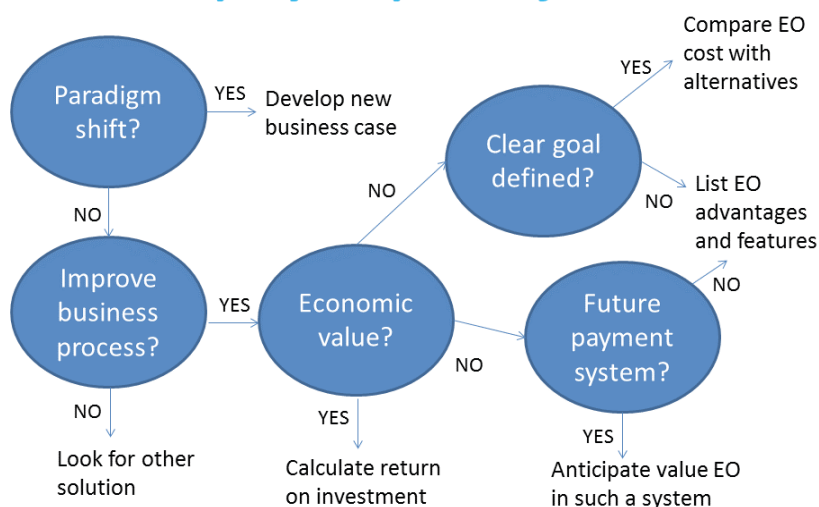 Paradigm
shift?
YES
Develop new
business case
NO
Improve
business
process?
YES
NO
Look for other
solution
Economic
value?
NO
YES
Calculate return
on investment
NO
Clear goal
defined?
YES
Compare EO
cost with
alternatives
NO
List EO
advantages
and features
Future
payment
system?
NO
YES
Anticipate value EO
in such a system